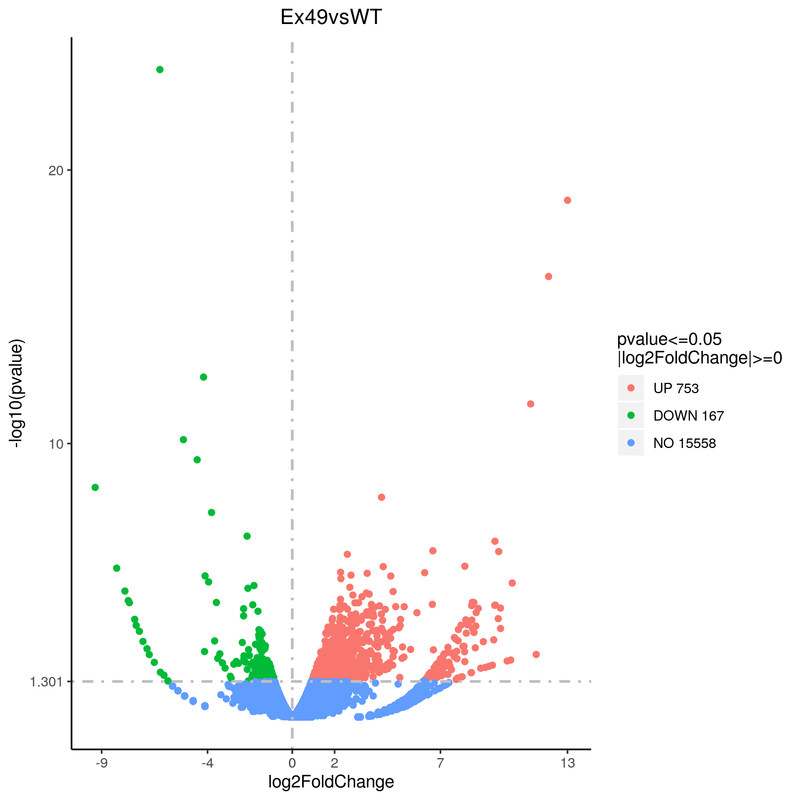 Ex49vsWT
20
10
1.301
-log10(pvalue)
-9
-4
0
2
7
13
log2FoldChange
pvalue<=0.05
|log2FoldChange|>=0
UP 753
DOWN 167
NO 15558